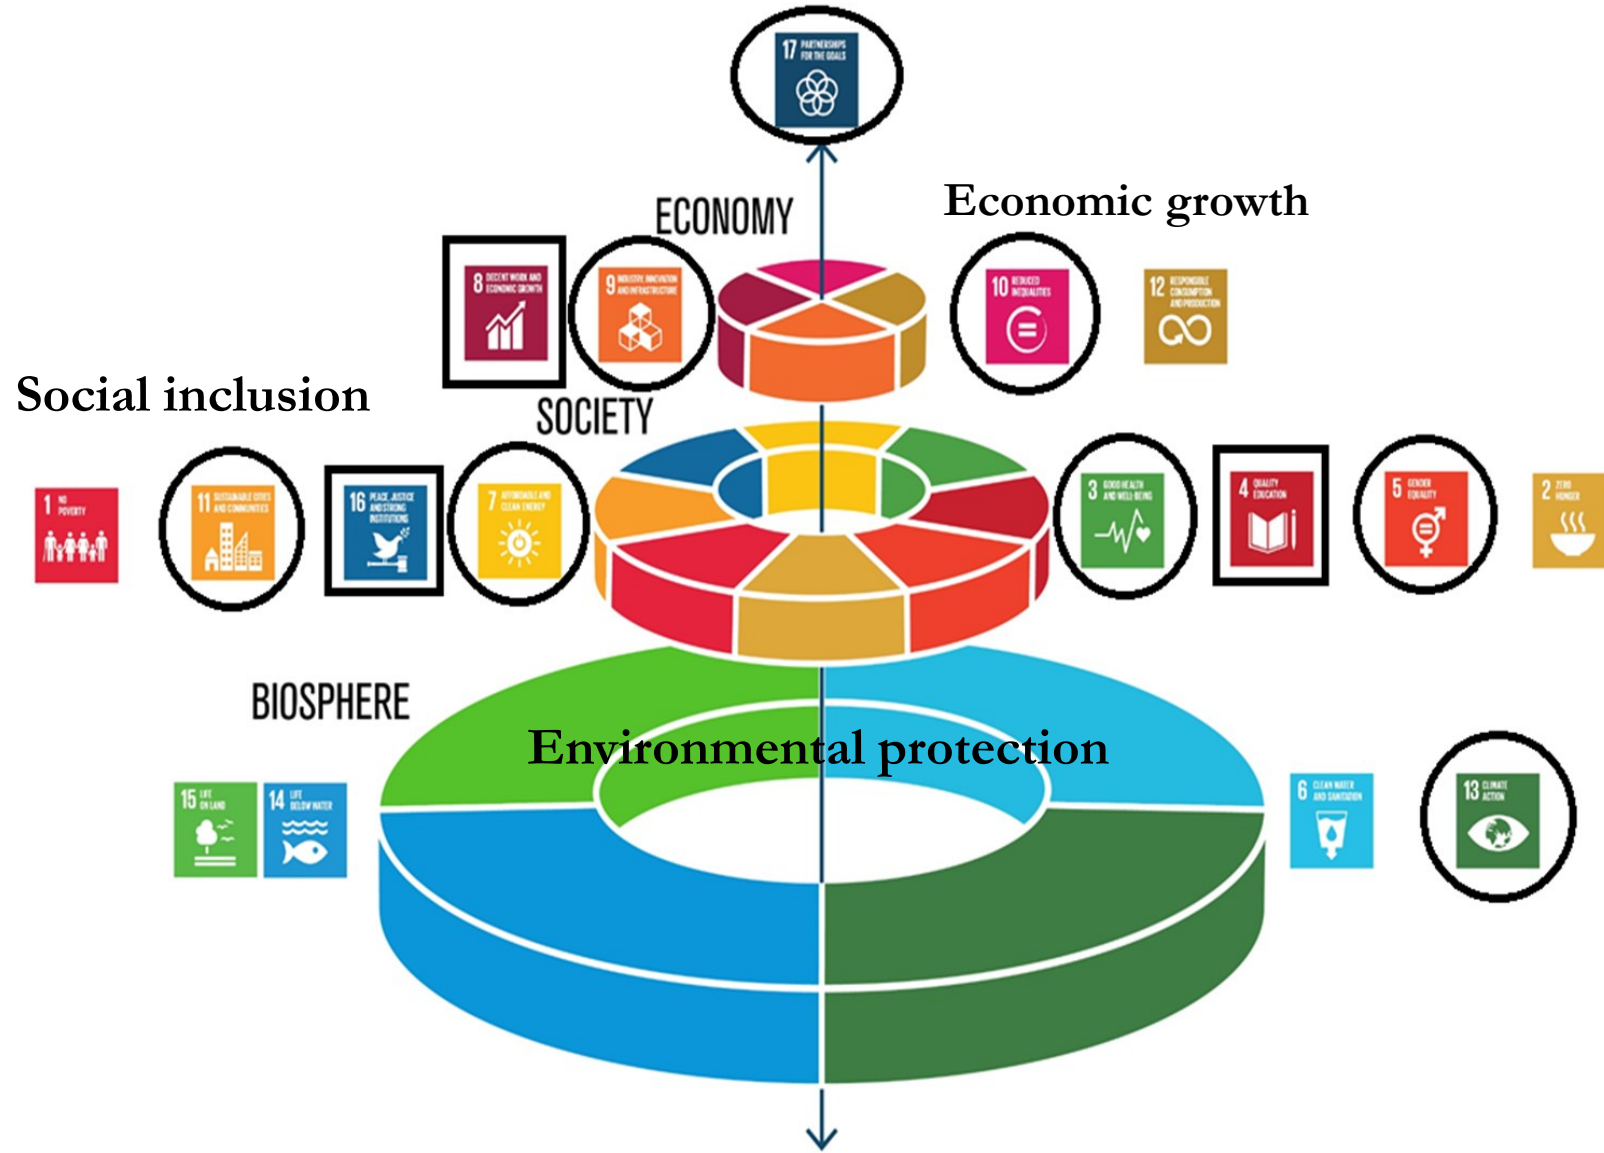 17 PARTNERSHIPS
FOR THE GOALS
ECONOMY
Economic growth
8 DECENT WORK AND
ECONOMIC GROWTH
9 INDUSTRY, INNOVATION
AND INFRASTRUCTURE
10 REDUCED
INEQUALITIES
12 RESPONSIBLE
CONSUMPTION
AND PRODUCTION
Social inclusion
SOCIETY
1 NO
POVERTY
11 SUSTAINABLE CITIES
AND COMMUNITIES
16 PEACE, JUSTICE
AND STRONG
INSTITUTIONS
7 AFFORDABLE AND
CLEAN ENERGY
3 GOOD HEALTH
AND WELL-BEING
4 QUALITY
EDUCATION
5 GENDER
EQUALITY
2 ZERO
HUNGER
BIOSPHERE
Environmental protection
15 LIFE
ON LAND
14 LIFE
BELOW WATER
6 CLEAN WATER
AND SANITATION
13 CLIMATE
ACTION